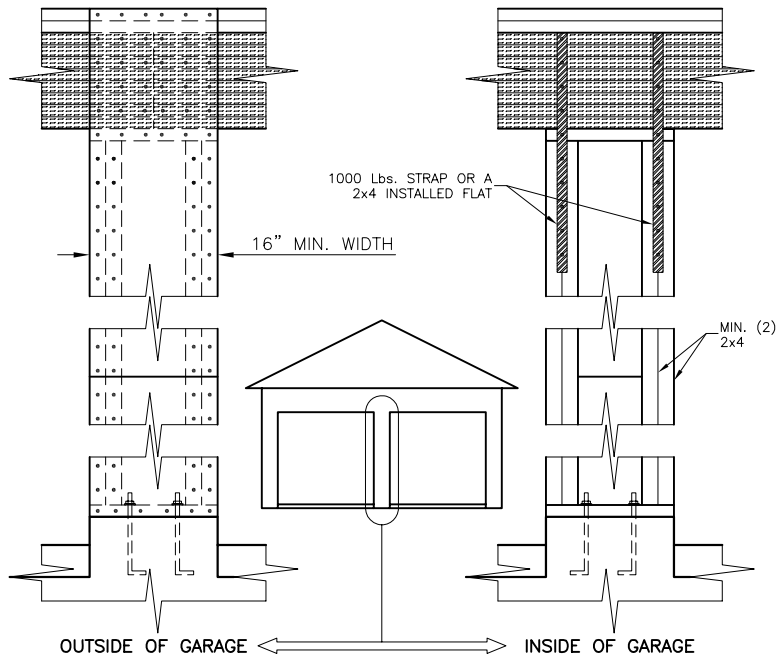 1000 Lbs. STRAP OR A
2x4 INSTALLED FLAT
16" MIN. WIDTH
MIN. (2)
2x4
OUTSIDE OF GARAGE
INSIDE OF GARAGE